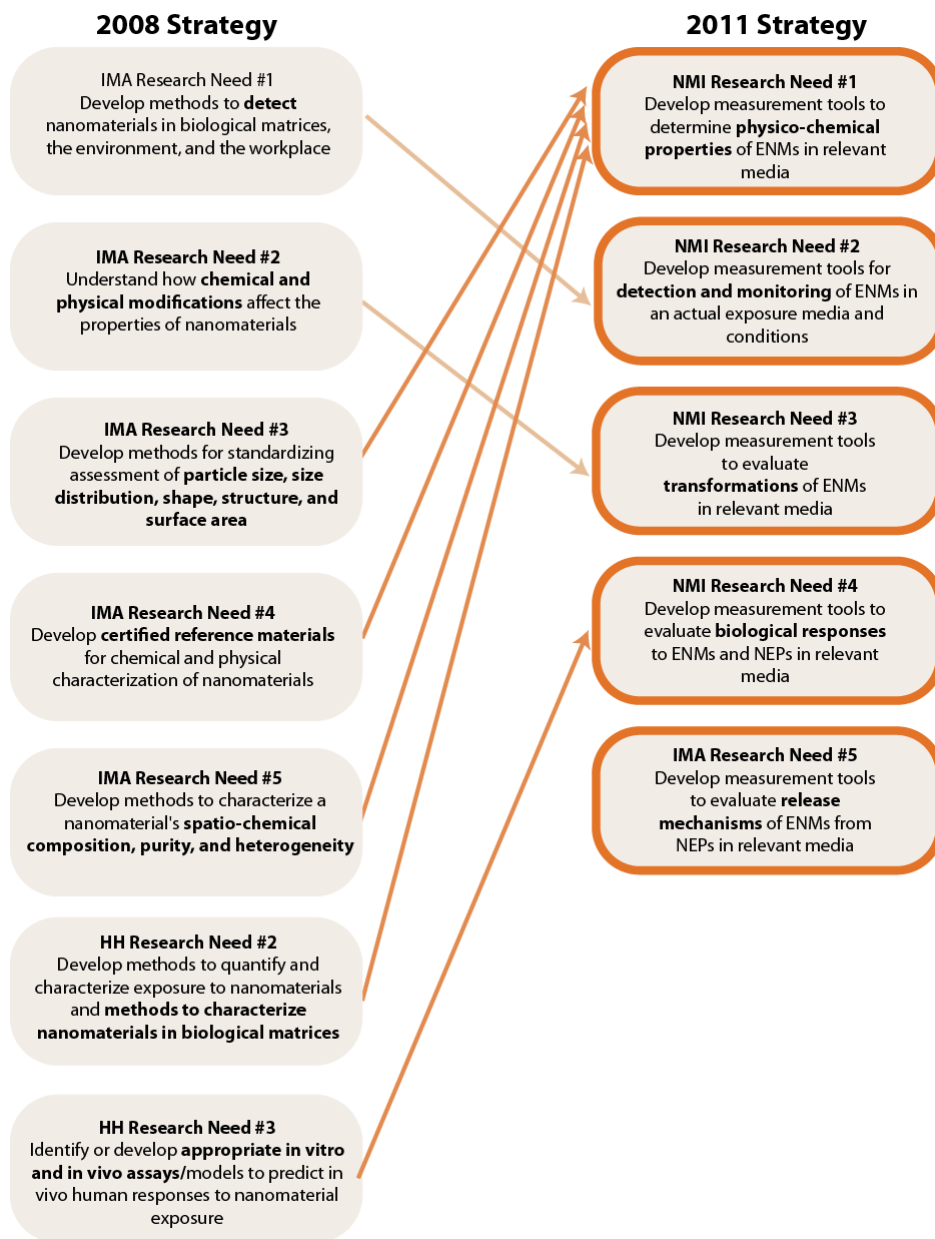 2008 Strategy
IMA Research Need #1
Develop methods to detect
nanomaterials in biological matrices,
the environment, and the workplace
IMA Research Need #2
Understand how chemical and
physical modifications affect the
properties of nanomaterials
IMA Research Need #3
Develop methods for standardizing
assessment of particle size, size
distribution, shape, structure, and
surface area
IMA Research Need #4
Develop certified reference materials
for chemical and physical
characterization of nanomaterials
IMA Research Need #5
Develop methods to characterize a
nanomaterial's spatio-chemical
composition, purity, and heterogeneity
HH Research Need #2
Develop methods to quantify and
characterize exposure to nanomaterials
and methods to characterize
nanomaterials in biological matrices
HH Research Need #3
Identify or develop appropriate in vitro
and in vivo assays/models to predict in
vivo human responses to nanomaterial
exposure
2011 Strategy
NMI Research Need #1
Develop measurement tools to
determine physico-chemical
properties of ENMs in relevant
media
NMI Research Need #2
Develop measurement tools for
detection and monitoring of ENMs in
an actual exposure media and
conditions
NMI Research Need #3
Develop measurement tools
to evaluate
transformations of ENMs
in relevant media
NMI Research Need #4
Develop measurement tools to
evaluate biological responses
to ENMs and NEPs in relevant
media
IMA Research Need #5
Develop measurement tools
to evaluate release
mechanisms of ENMs from
NEPs in relevant media